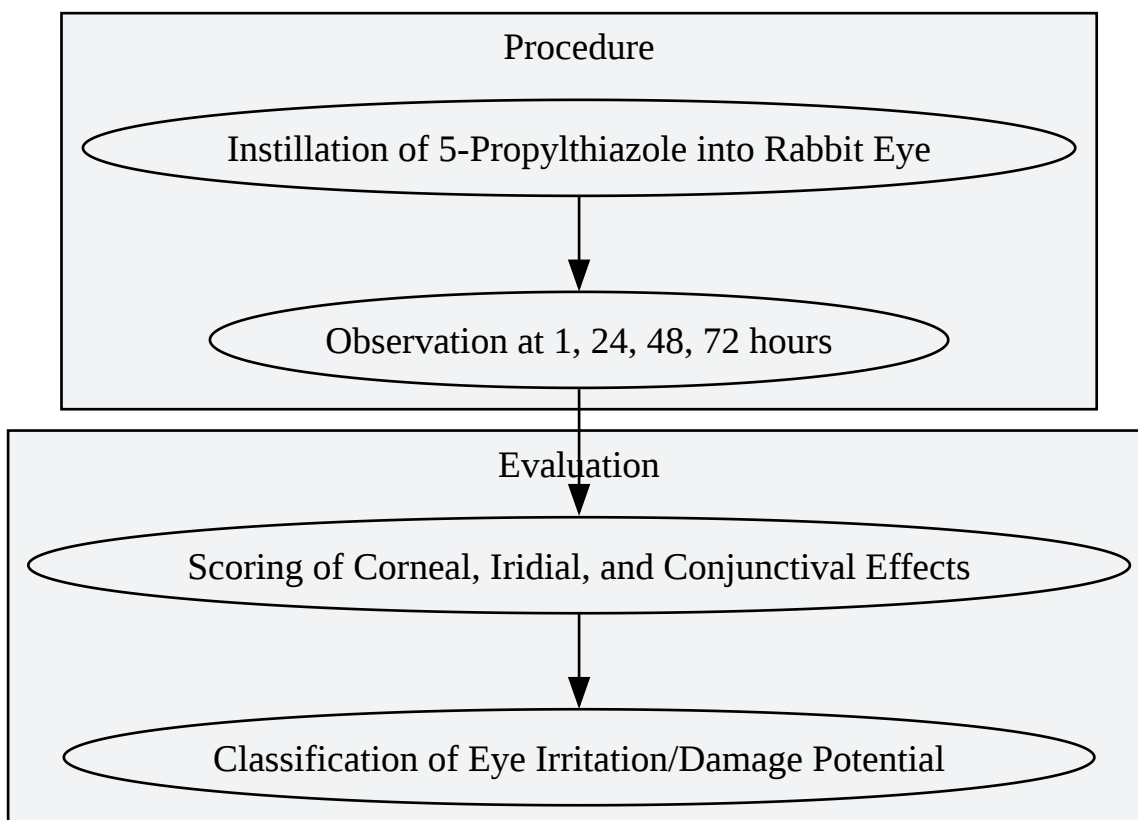 Procedure
Instillation of 5-Propylthiazole into Rabbit Eye
Observation at 1, 24, 48, 72 hours
Evaluation
Scoring of Corneal, Iridial, and Conjunctival Effects
Classification of Eye Irritation/Damage Potential